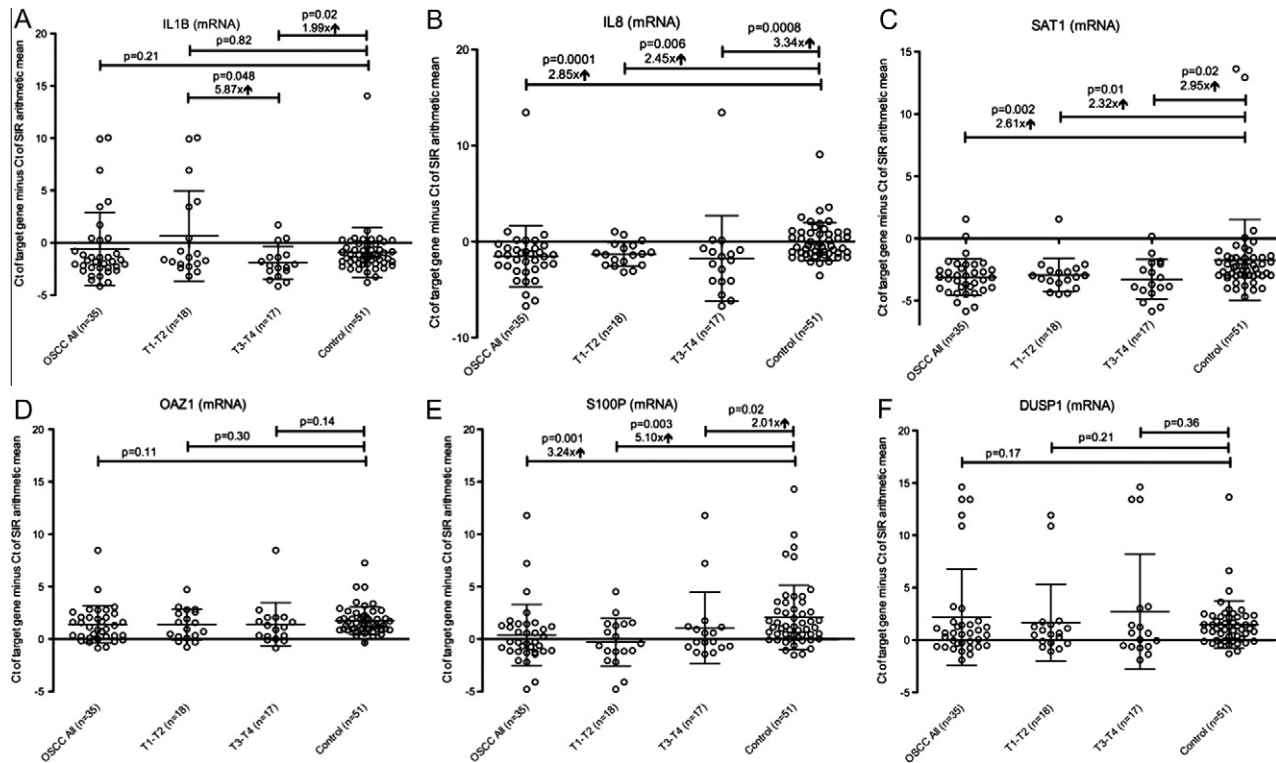 A
IL1B (mRNA)
p=0.02
1.99x↑
p=0.82
p=0.21
p=0.048
5.87x↑
Ct of target gene minus Ct of SIR arithmetic mean
20
15
10
5
0
-5
OSCC All (n=35)
T1-T2 (n=18)
T3-T4 (n=17)
Control (n=51)
B
IL8 (mRNA)
p=0.0008
3.34x↑
p=0.006
2.45x↑
p=0.0001
2.85x↑
Ct of target gene minus Ct of SIR arithmetic mean
20
10
0
-10
OSCC All (n=35)
T1-T2 (n=18)
T3-T4 (n=17)
Control (n=51)
C
SAT1 (mRNA)
p=0.02
2.95x↑
p=0.01
2.32x↑
p=0.002
2.61x↑
Ct of target gene minus Ct of SIR arithmetic mean
15
10
5
0
-5
OSCC All (n=35)
T1-T2 (n=18)
T3-T4 (n=17)
Control (n=51)
D
OAZ1 (mRNA)
p=0.14
p=0.30
p=0.11
Ct of target gene minus Ct of SIR arithmetic mean
20
15
10
5
0
-5
OSCC All (n=35)
T1-T2 (n=18)
T3-T4 (n=17)
Control (n=51)
E
S100P (mRNA)
p=0.02
2.01x↑
p=0.003
5.10x↑
p=0.001
3.24x↑
Ct of target gene minus Ct of SIR arithmetic mean
20
15
10
5
0
-5
OSCC All (n=35)
T1-T2 (n=18)
T3-T4 (n=17)
Control (n=51)
F
DUSP1 (mRNA)
p=0.36
p=0.21
p=0.17
Ct of target gene minus Ct of SIR arithmetic mean
20
15
10
5
0
-5
OSCC All (n=35)
T1-T2 (n=18)
T3-T4 (n=17)
Control (n=51)